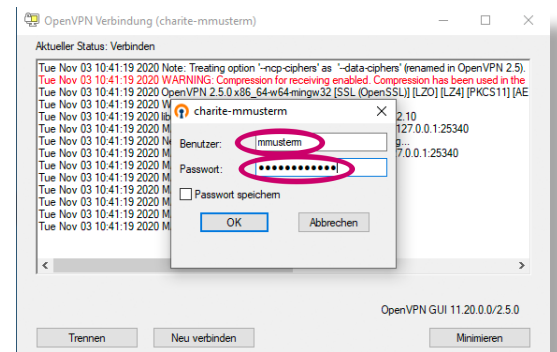 OpenVPN Verbindung (charite-mmusterm)
Aktueller Status: Verbinden
Tue Nov 03 10:41:19 2020 Note: Treating option '--ncp-ciphers' as '--data-ciphers' (renamed in OpenVPN 2.5).
Tue Nov 03 10:41:19 2020 WARNING: Compression for receiving enabled. Compression has been used in the
Tue Nov 03 10:41:19 2020 OpenVPN 2.5.0 x86_64-w64-mingw32 [SSL (OpenSSL)] [LZO] [LZ4] [PKCS11] [AE
Tue Nov 03 10:41:19 2020 W
Tue Nov 03 10:41:19 2020 lib 2.10
Tue Nov 03 10:41:19 2020 M 127.0.0.1:25340
Tue Nov 03 10:41:19 2020 N g...
Tue Nov 03 10:41:19 2020 M 7.0.0.1:25340
Tue Nov 03 10:41:19 2020 M
Tue Nov 03 10:41:19 2020 M
Tue Nov 03 10:41:19 2020 M
Tue Nov 03 10:41:19 2020 M
Tue Nov 03 10:41:19 2020 M
charite-mmusterm
Benutzer: mmusterm
Passwort: ●●●●●●●●●●●●
Passwort speichern
OK Abbrechen
OpenVPN GUI 11.20.0.0/2.5.0
Trennen Neu verbinden Minimieren